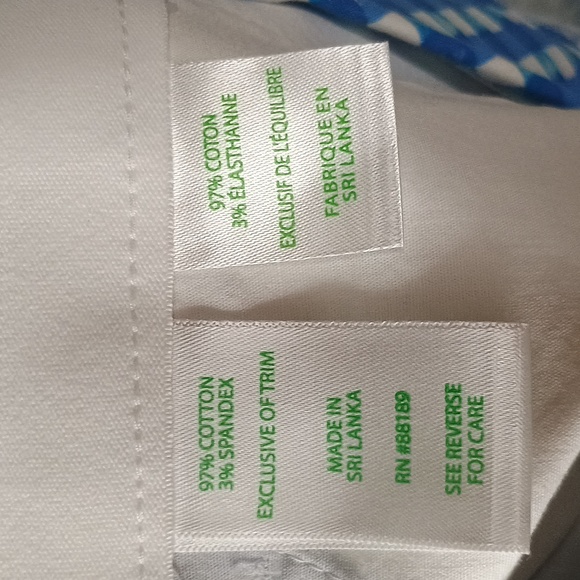 97% COTON
3% ÉLASTHANNE
EXCLUSIF DE L'ÉQUILIBRE
FABRIQUE EN
SRI LANKA
97% COTTON
3% SPANDEX
EXCLUSIVE OF TRIM
MADE IN
SRI LANKA
RN #88189
SEE REVERSE
FOR CARE